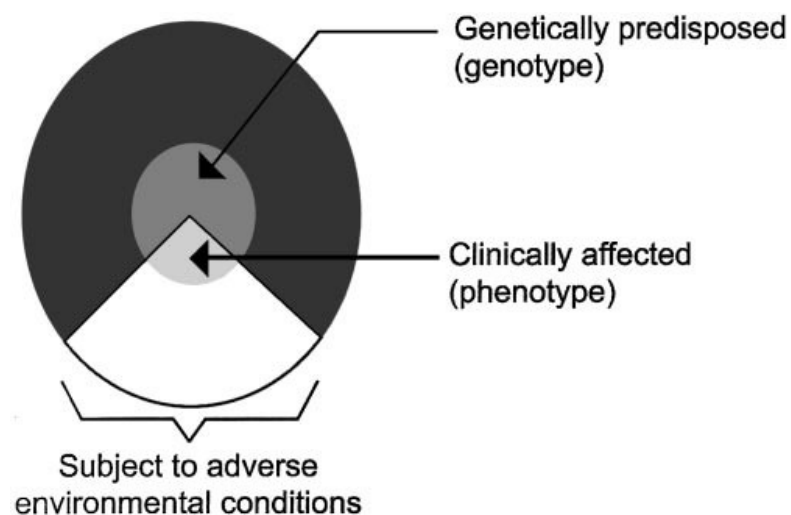 Genetically predisposed
(genotype)
Clinically affected
(phenotype)
Subject to adverse
environmental conditions